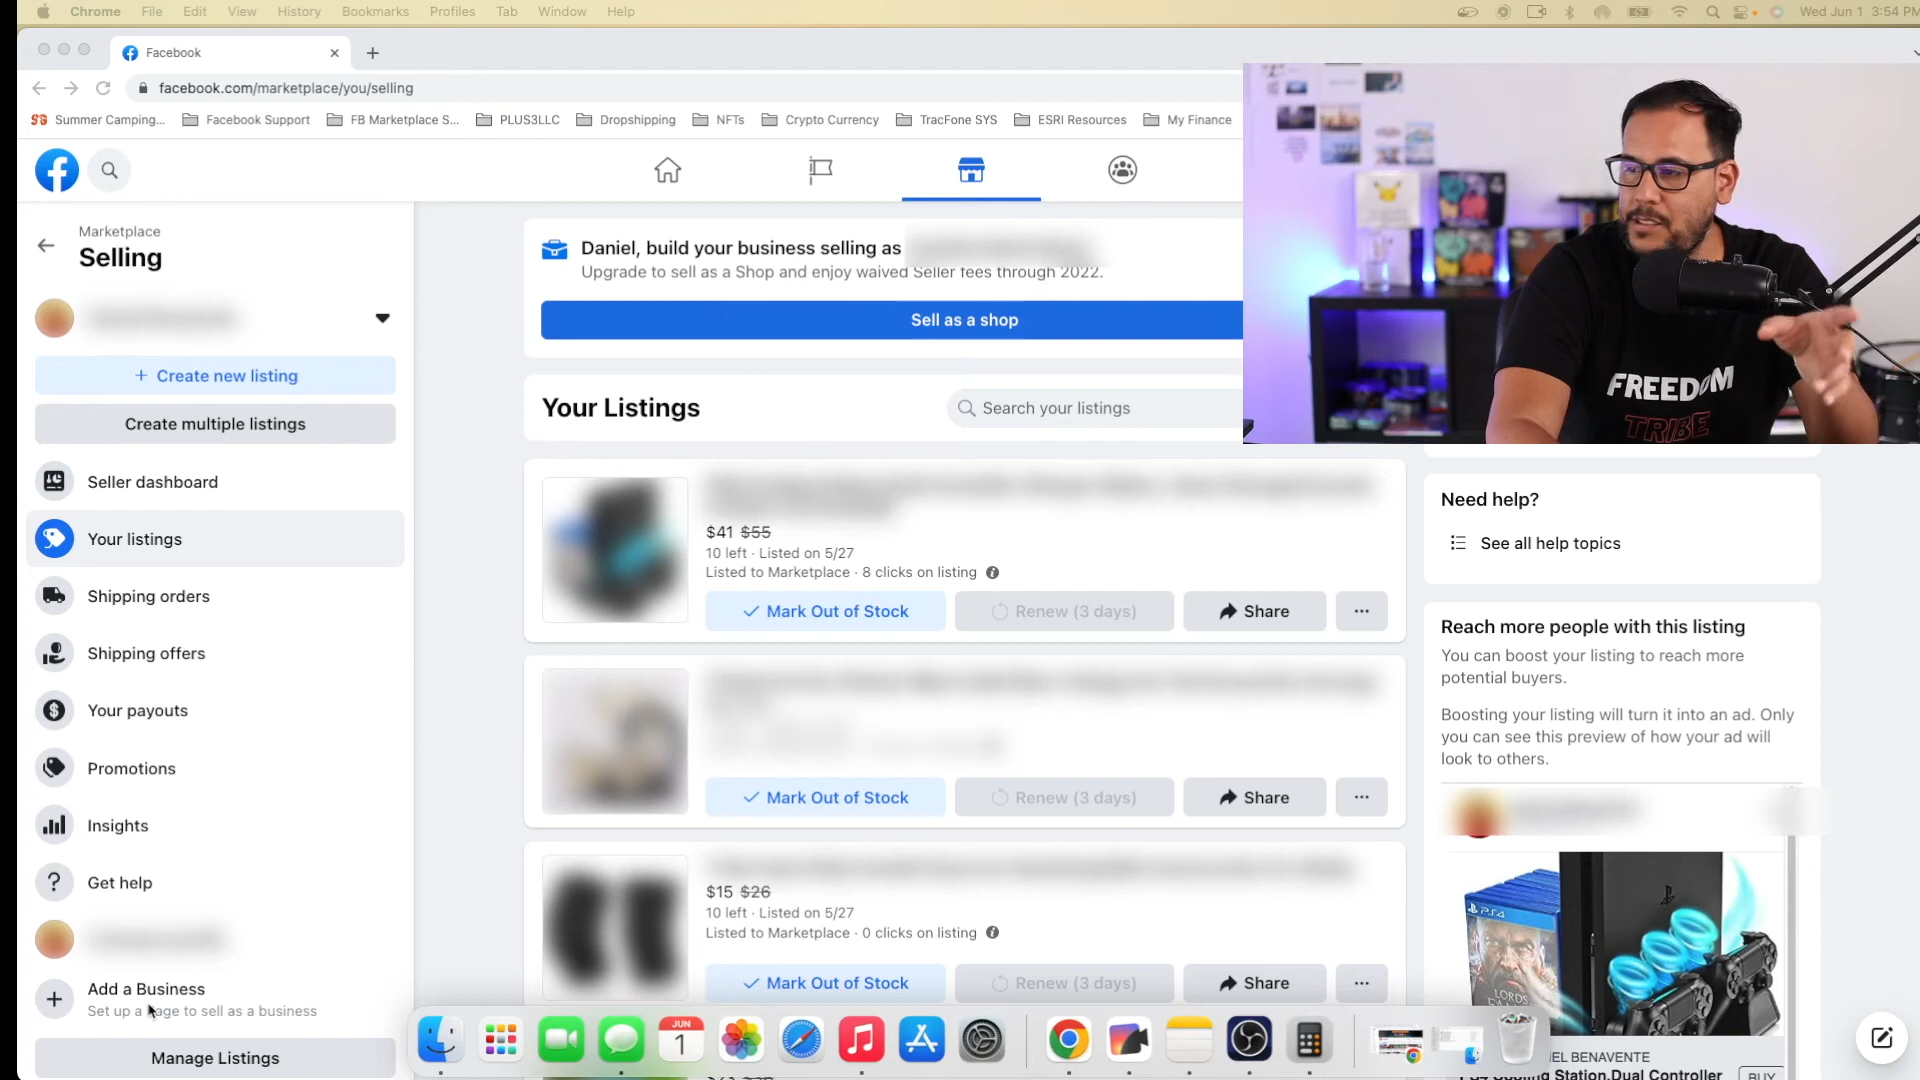 Chrome File Edit View History Bookmarks Profiles Tab Window Help
Wed Jun 1 3:54 PM
Facebook
facebook.com/marketplace/you/selling
Summer Camping... Facebook Support FB Marketplace S... PLUS3LLC Dropshipping NFTs Crypto Currency TracFone SYS ESRI Resources My Finance
Marketplace
Selling
Create new listing
Create multiple listings
Seller dashboard
Your listings
Shipping orders
Shipping offers
Your payouts
Promotions
Insights
Get help
Add a Business
Set up a page to sell as a business
Manage Listings
Daniel, build your business selling as
Upgrade to sell as a Shop and enjoy waived Seller fees through 2022.
Sell as a shop
Your Listings
Search your listings
$41 $55
10 left · Listed on 5/27
Listed to Marketplace · 8 clicks on listing
Mark Out of Stock Renew (3 days) Share
Mark Out of Stock Renew (3 days) Share
$15 $26
10 left · Listed on 5/27
Listed to Marketplace · 0 clicks on listing
Mark Out of Stock Renew (3 days) Share
FREEDOM
TRIBE
Need help?
See all help topics
Reach more people with this listing
You can boost your listing to reach more
potential buyers.
Boosting your listing will turn it into an ad. Only
you can see this preview of how your ad will
look to others.
PS4
LORDS
EL BENAVENTE
Station,Dual Controller
BUY
JUN
1